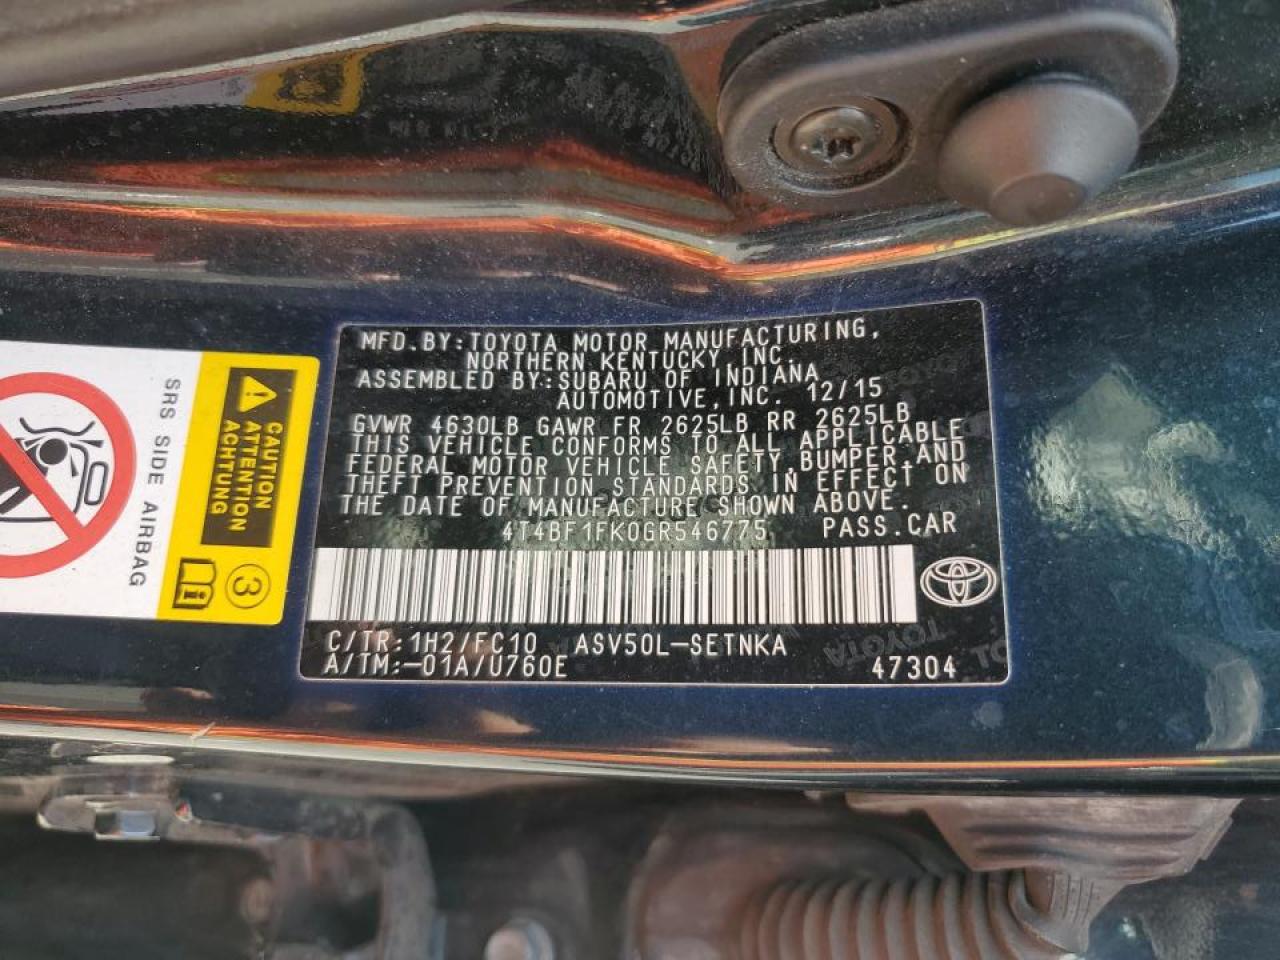 MFD.BY:TOYOTA MOTOR MANUFACTURING,
NORTHERN KENTUCKY,INC.
ASSEMBLED BY:SUBARU OF INDIANA
AUTOMOTIVE,INC. 12/15
GVWR 4630LB GAWR FR 2625LB RR 2625LB
THIS VEHICLE CONFORMS TO ALL APPLICABLE
FEDERAL MOTOR VEHICLE SAFETY,BUMPER,AND
THEFT PREVENTION STANDARDS IN EFFECT ON
THE DATE OF MANUFACTURE SHOWN ABOVE.
4T4BF1FK0GR546775 PASS.CAR
C/TR:1H2/FC10 ASV50L-SETNKA
A/TM:-01A/U760E 47304
SRS SIDE AIRBAG
CAUTION
ATTENTION
ACHTUNG
3
TOYOTA
TOYOTA